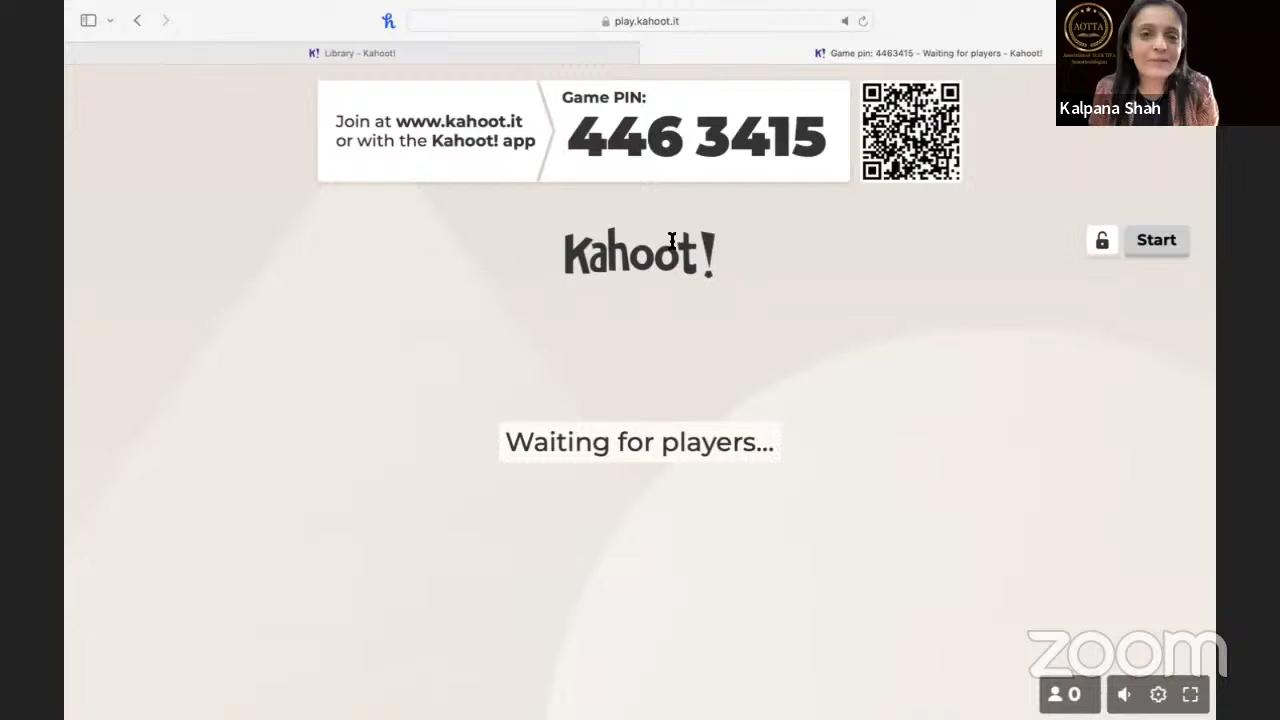 play.kahoot.it
Library - Kahoot!
Game pin: 4463415 - Waiting for players - Kahoot!
AOTTA
Kalpana Shah
Join at www.kahoot.it
or with the Kahoot! app
Game PIN:
446 3415
Kahoot!
Start
Waiting for players...
zoom
0